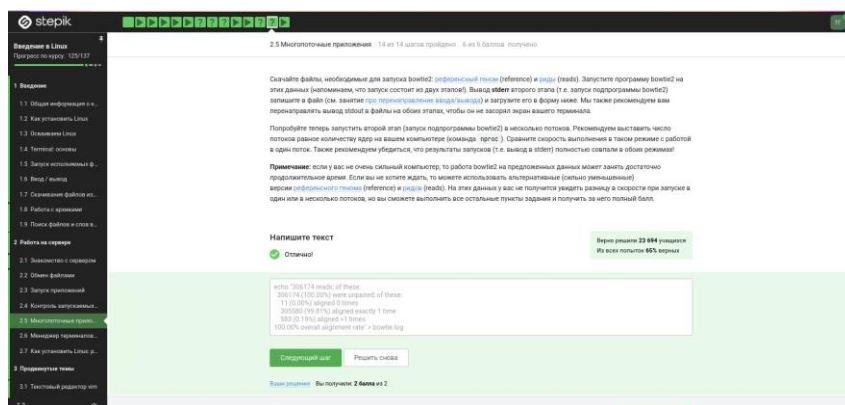 stepik
Введение в Linux
Прогресс по курсу: 125/137
1 Введение
1.1 Общая информация о к...
1.2 Как установить Linux
1.3 Осваиваем Linux
1.4 Terminal: основы
1.5 Запуск исполняемых ф...
1.6 Ввод / вывод
1.7 Скачивание файлов из...
1.8 Работа с архивами
1.9 Поиск файлов и слов в...
2 Работа на сервере
2.1 Знакомство с сервером
2.2 Обмен файлами
2.3 Запуск приложений
2.4 Контроль запускаемых...
2.5 Многопоточные прило...
2.6 Менеджер терминалов...
2.7 Как установить Linux: р...
3 Продвинутые темы
3.1 Текстовый редактор vim
2.5 Многопоточные приложения 14 из 14 шагов пройдено 6 из 6 баллов получено
Скачайте файлы, необходимые для запуска bowtie2: референсный геном (reference) и риды (reads). Запустите программу bowtie2 на
этих данных (напоминаем, что запуск состоит из двух этапов!). Вывод stderr второго этапа (т.е. запуск подпрограммы bowtie2)
запишите в файл (см. занятие про перенаправление ввода/вывода) и загрузите его в форму ниже. Мы также рекомендуем вам
перенаправлять вывод stdout в файлы на обоих этапах, чтобы он не засорял экран вашего терминала.
Попробуйте теперь запустить второй этап (запуск подпрограммы bowtie2) в несколько потоков. Рекомендуем выставить число
потоков равное количеству ядер на вашем компьютере (команда nproc ). Сравните скорость выполнения в таком режиме с работой
в один поток. Также рекомендуем убедиться, что результаты запусков (т.е. вывод в stderr) полностью совпали в обоих режимах!
Примечание: если у вас не очень сильный компьютер, то работа bowtie2 на предложенных данных может занять достаточно
продолжительное время. Если вы не хотите ждать, то можете использовать альтернативные (сильно уменьшенные)
версии референсного генома (reference) и ридов (reads). На этих данных у вас не получится увидеть разницу в скорости при запуске в
один или в несколько потоков, но вы сможете выполнить все остальные пункты задания и получить за него полный балл.
Напишите текст
Отлично!
Верно решили 23 694 учащихся
Из всех попыток 65% верных
echo "306174 reads; of these:
306174 (100.00%) were unpaired; of these:
11 (0.00%) aligned 0 times
305580 (99.81%) aligned exactly 1 time
583 (0.19%) aligned >1 times
100.00% overall alignment rate" > bowtie.log
Следующий шаг
Решить снова
Ваши решения Вы получили: 2 балла из 2